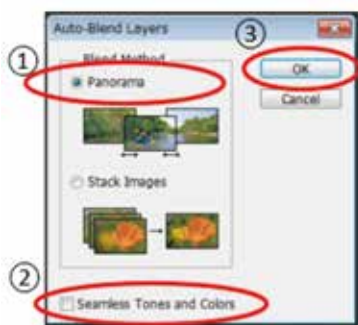 Auto-Blend Layers
③
①
Blend Method
Panorama
OK
Cancel
Stack Images
②
Seamless Tones and Colors